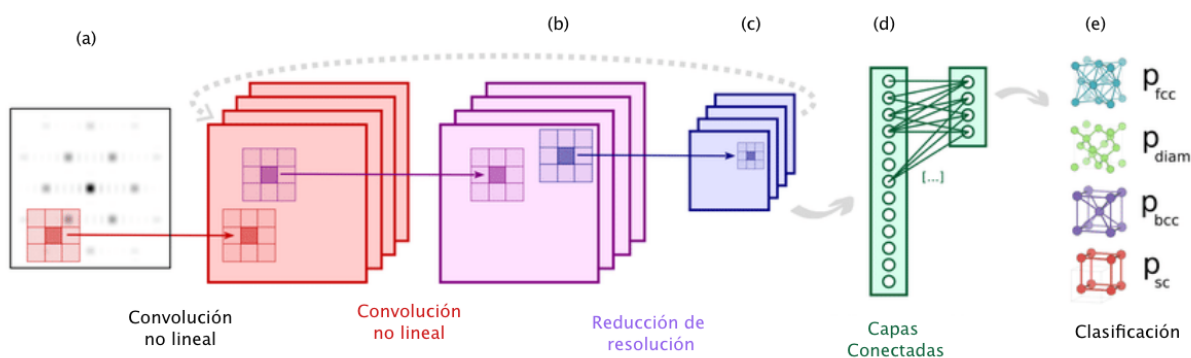 (a)
(b)
(c)
(d)
(e)
p fcc
p diam
p bcc
p sc
[...]
Convolución
no lineal
Convolución
no lineal
Reducción de
resolución
Capas
Conectadas
Clasificación